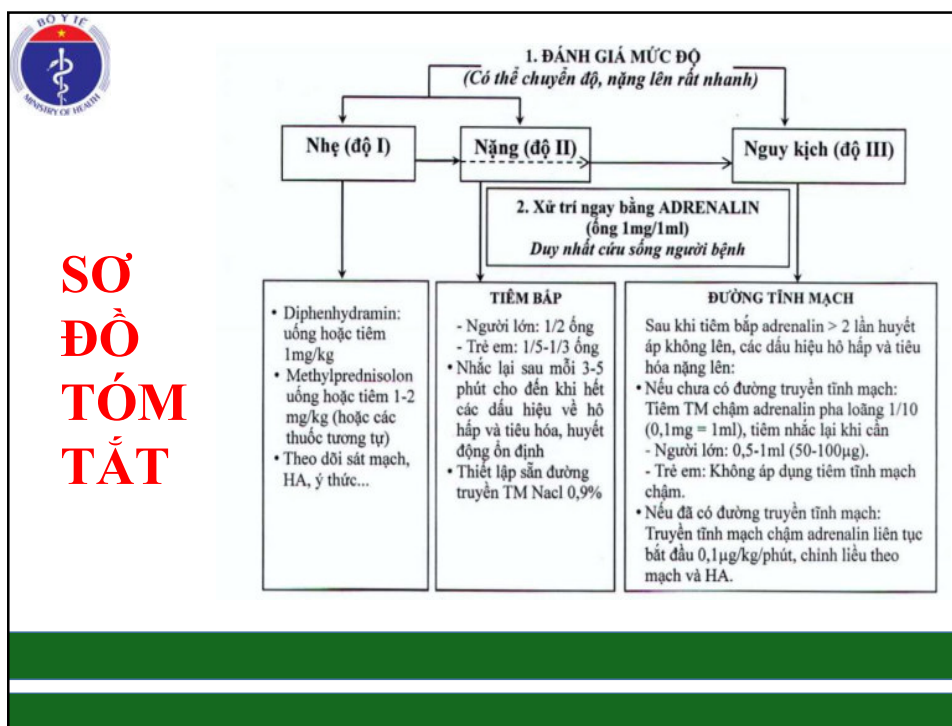 BỘ Y TẾ
MINISTRY OF HEALTH
SƠ
ĐỒ
TÓM
TẮT
1. ĐÁNH GIÁ MỨC ĐỘ
(Có thể chuyển độ, nặng lên rất nhanh)
Nhẹ (độ I)
Nặng (độ II)
Nguy kịch (độ III)
2. Xử trí ngay bằng ADRENALIN
(ống 1mg/1ml)
Duy nhất cứu sống người bệnh
• Diphenhydramin:
uống hoặc tiêm
1mg/kg
• Methylprednisolon
uống hoặc tiêm 1-2
mg/kg (hoặc các
thuốc tương tự)
• Theo dõi sát mạch,
HA, ý thức...
TIÊM BẮP
- Người lớn: 1/2 ống
- Trẻ em: 1/5-1/3 ống
• Nhắc lại sau mỗi 3-5
phút cho đến khi hết
các dấu hiệu về hô
hấp và tiêu hóa, huyết
động ổn định
• Thiết lập sẵn đường
truyền TM Nacl 0,9%
ĐƯỜNG TĨNH MẠCH
Sau khi tiêm bắp adrenalin > 2 lần huyết
áp không lên, các dấu hiệu hô hấp và tiêu
hóa nặng lên:
• Nếu chưa có đường truyền tĩnh mạch:
Tiêm TM chậm adrenalin pha loãng 1/10
(0,1mg = 1ml), tiêm nhắc lại khi cần
- Người lớn: 0,5-1ml (50-100µg).
- Trẻ em: Không áp dụng tiêm tĩnh mạch
chậm.
• Nếu đã có đường truyền tĩnh mạch:
Truyền tĩnh mạch chậm adrenalin liên tục
bắt đầu 0,1µg/kg/phút, chỉnh liều theo
mạch và HA.